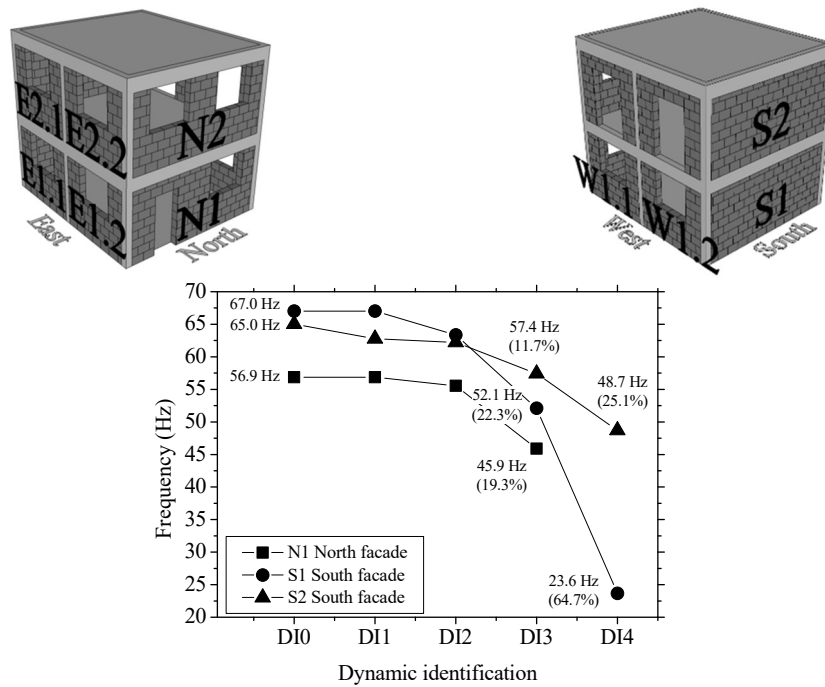 E2.1
E2.2
N2
E1.1
E1.2
N1
East
North
S2
W1.1
W1.2
S1
West
South
70
65
60
55
50
45
40
35
30
25
20
Frequency (Hz)
67.0 Hz
65.0 Hz
56.9 Hz
57.4 Hz
(11.7%)
52.1 Hz
(22.3%)
48.7 Hz
(25.1%)
45.9 Hz
(19.3%)
23.6 Hz
(64.7%)
N1 North facade
S1 South facade
S2 South facade
DI0
DI1
DI2
DI3
DI4
Dynamic identification